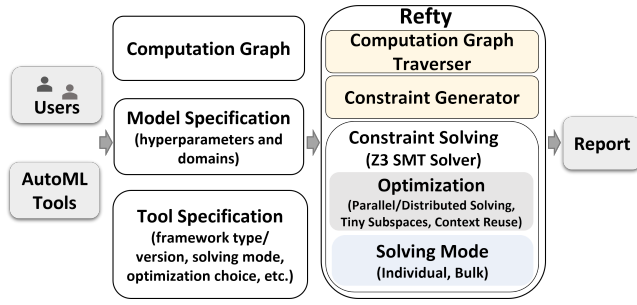 Users
AutoML
Tools
Computation Graph
Model Specification
(hyperparameters and
domains)
Tool Specification
(framework type/
version, solving mode,
optimization choice, etc.)
Refty
Computation Graph
Traverser
Constraint Generator
Constraint Solving
(Z3 SMT Solver)
Optimization
(Parallel/Distributed Solving,
Tiny Subspaces, Context Reuse)
Solving Mode
(Individual, Bulk)
Report